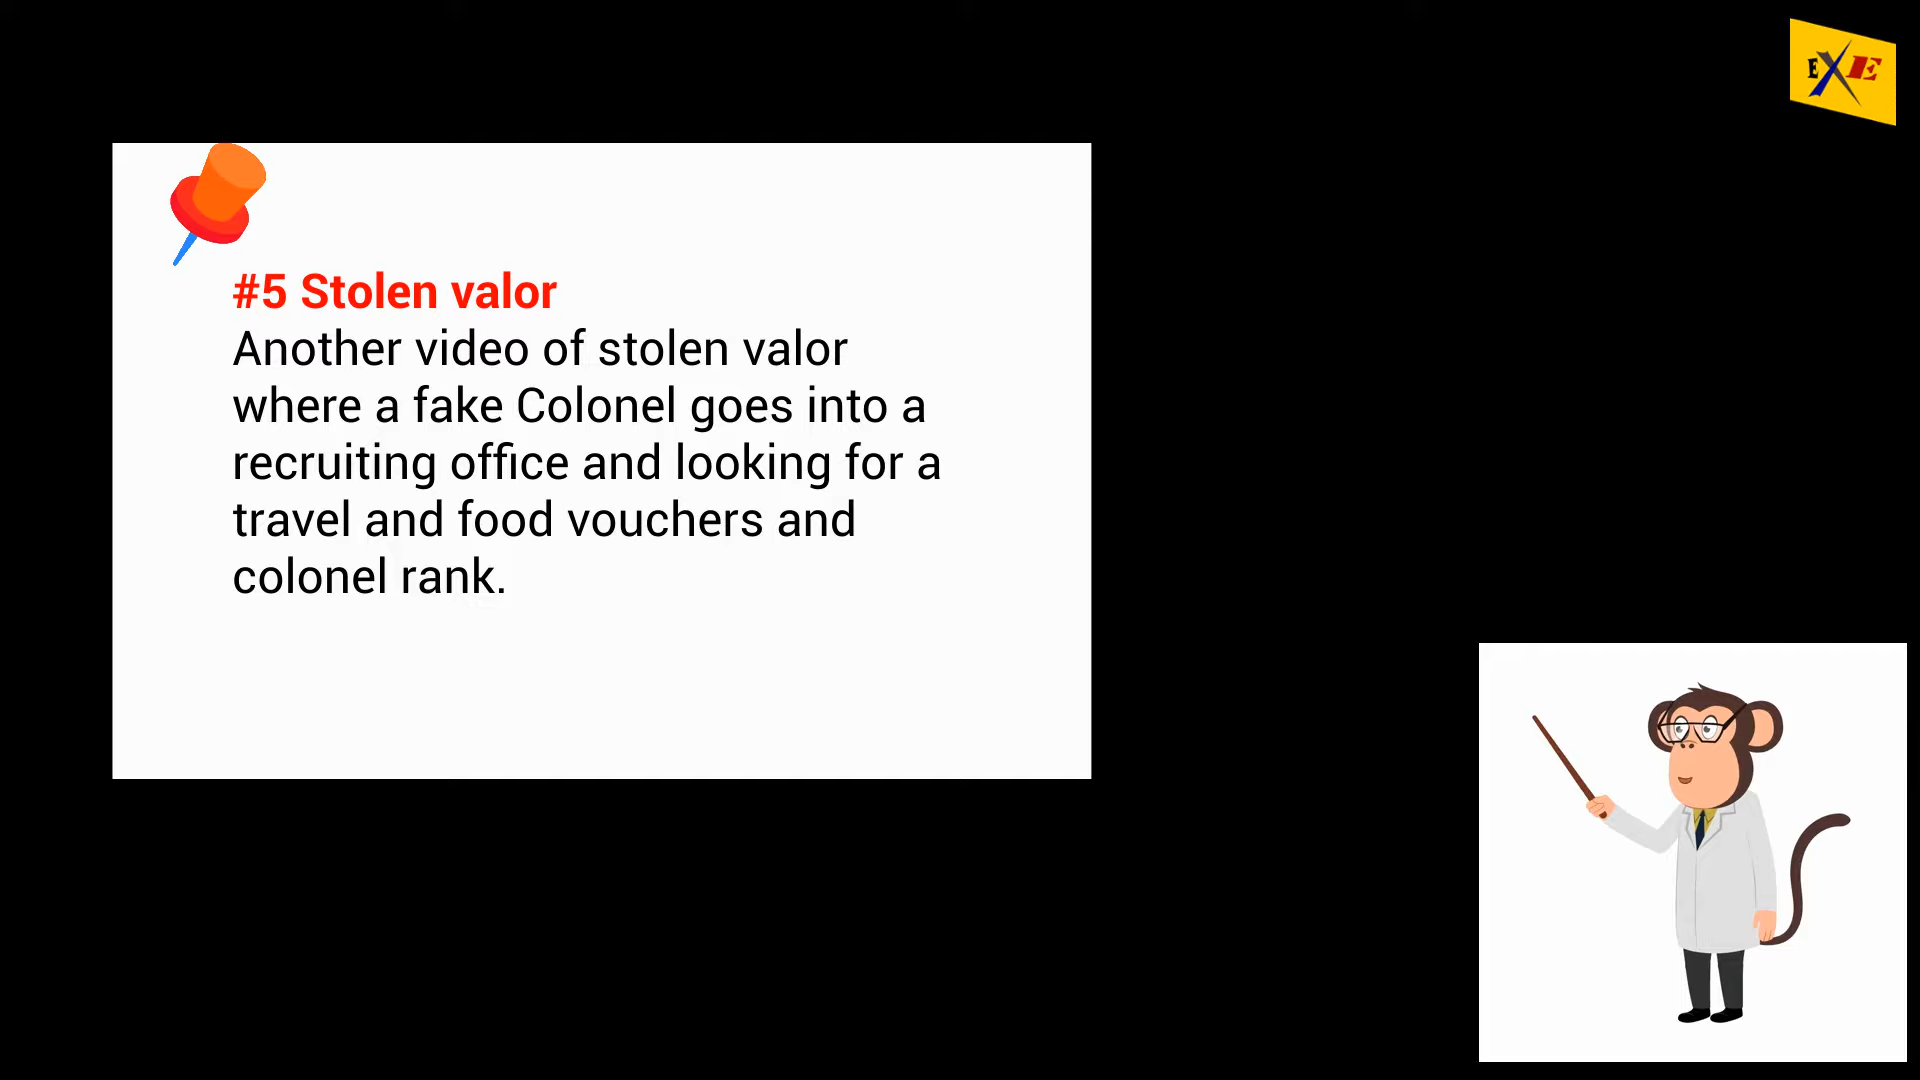 EXE
#5 Stolen valor
Another video of stolen valor
where a fake Colonel goes into a
recruiting office and looking for a
travel and food vouchers and
colonel rank.